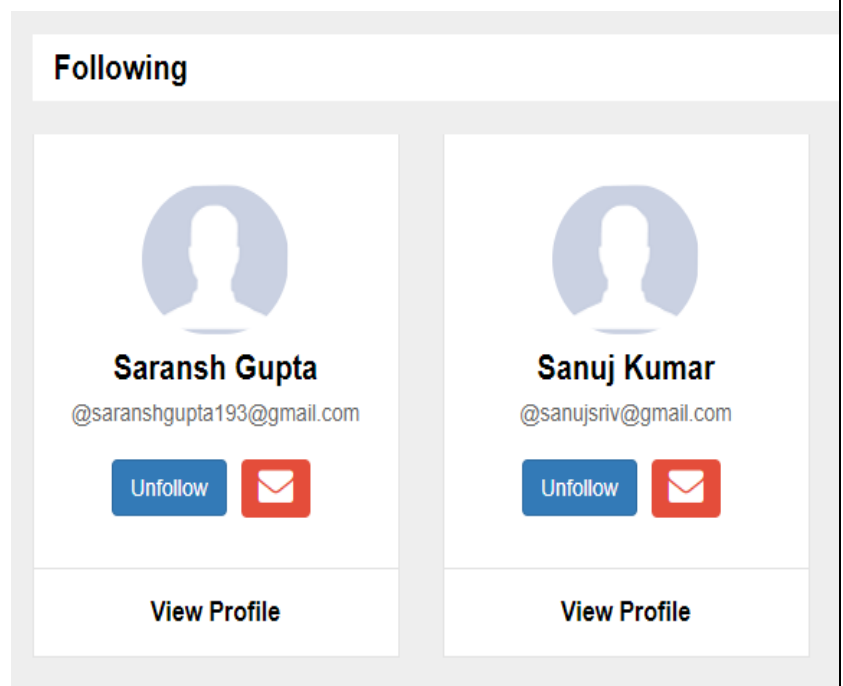 Following
Saransh Gupta
@saranshgupta193@gmail.com
Unfollow
View Profile
Sanuj Kumar
@sanujsriv@gmail.com
Unfollow
View Profile